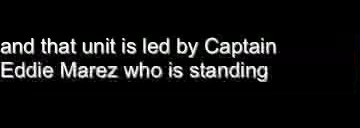 and that unit is led by Captain
Eddie Marez who is standing